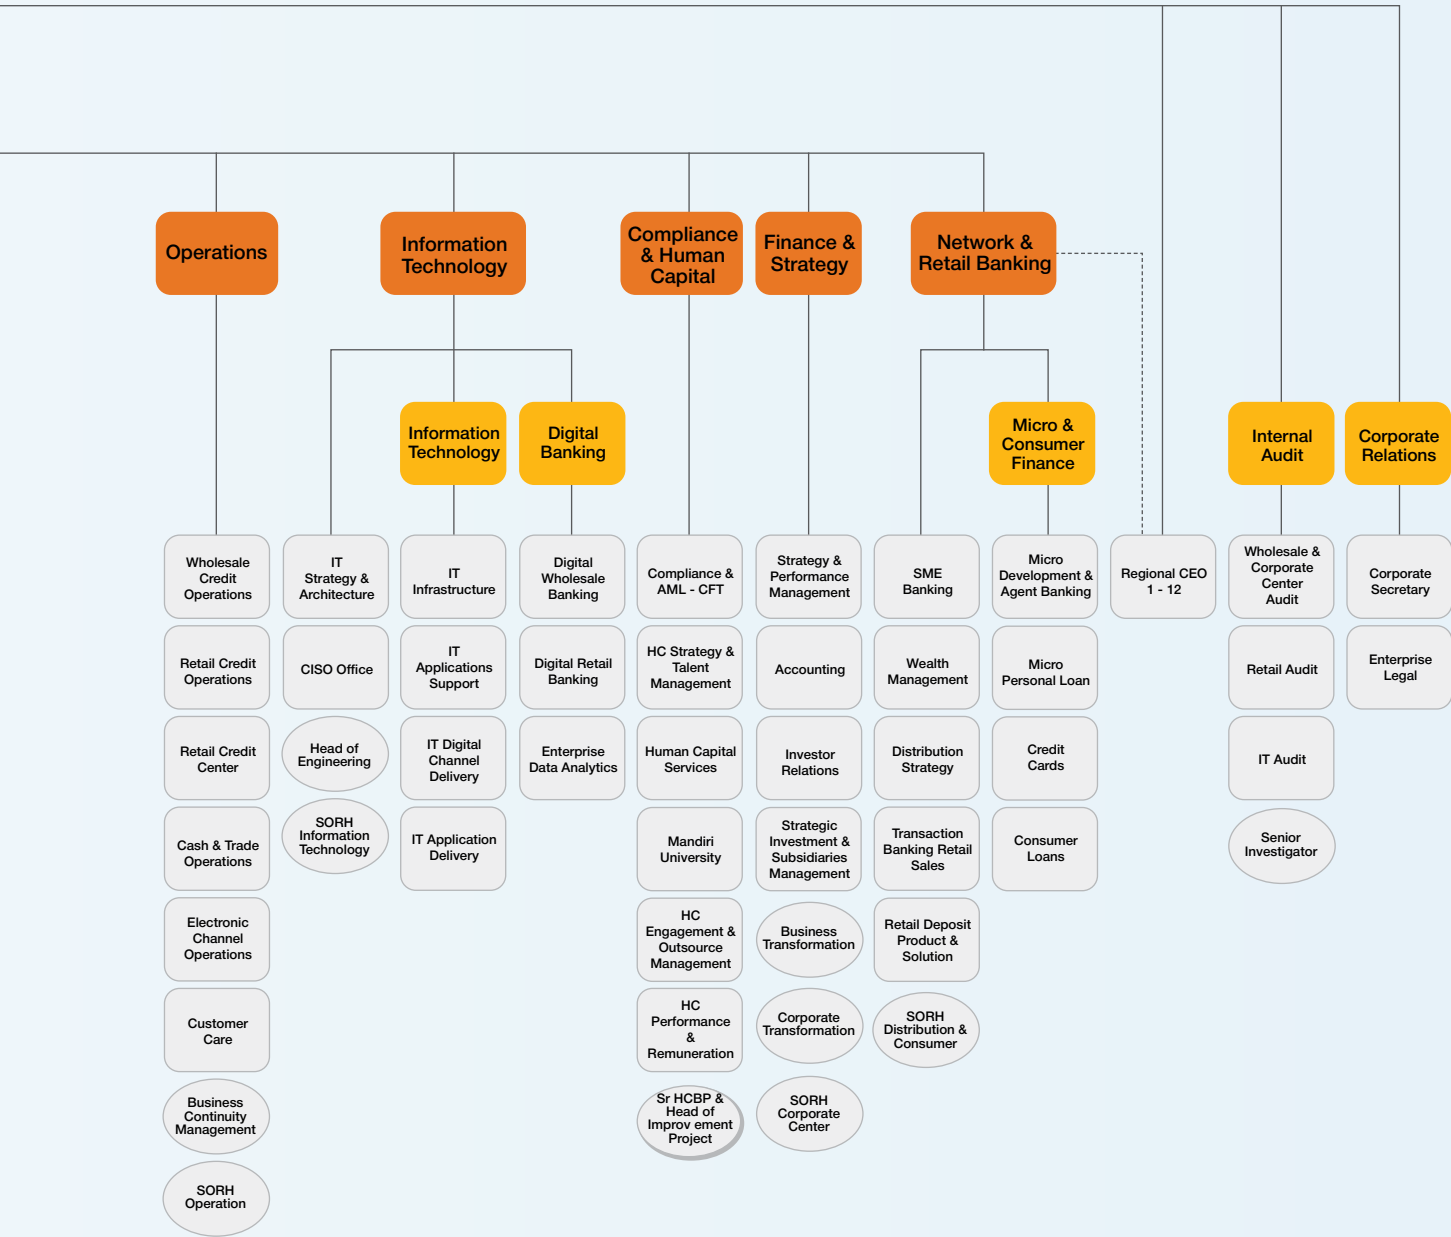 Operations
Information
Technology
Compliance
& Human
Capital
Finance &
Strategy
Network &
Retail Banking
Information
Technology
Digital
Banking
Micro &
Consumer
Finance
Internal
Audit
Corporate
Relations
Wholesale
Credit
Operations
Retail Credit
Operations
Retail Credit
Center
Cash & Trade
Operations
Electronic
Channel
Operations
Customer
Care
Business
Continuity
Management
SORH
Operation
IT
Strategy &
Architecture
CISO Office
Head of
Engineering
SORH
Information
Technology
IT
Infrastructure
IT
Applications
Support
IT Digital
Channel
Delivery
IT Application
Delivery
Digital
Wholesale
Banking
Digital Retail
Banking
Enterprise
Data Analytics
Compliance &
AML - CFT
HC Strategy &
Talent
Management
Human Capital
Services
Mandiri
University
HC
Engagement &
Outsource
Management
HC
Performance
&
Remuneration
Sr HCBP &
Head of
Improv ement
Project
Strategy &
Performance
Management
Accounting
Investor
Relations
Strategic
Investment &
Subsidiaries
Management
Business
Transformation
Corporate
Transformation
SORH
Corporate
Center
SME
Banking
Wealth
Management
Distribution
Strategy
Transaction
Banking Retail
Sales
Retail Deposit
Product &
Solution
SORH
Distribution &
Consumer
Micro
Development &
Agent Banking
Micro
Personal Loan
Credit
Cards
Consumer
Loans
Regional CEO
1 - 12
Wholesale &
Corporate
Center
Audit
Retail Audit
IT Audit
Senior
Investigator
Corporate
Secretary
Enterprise
Legal